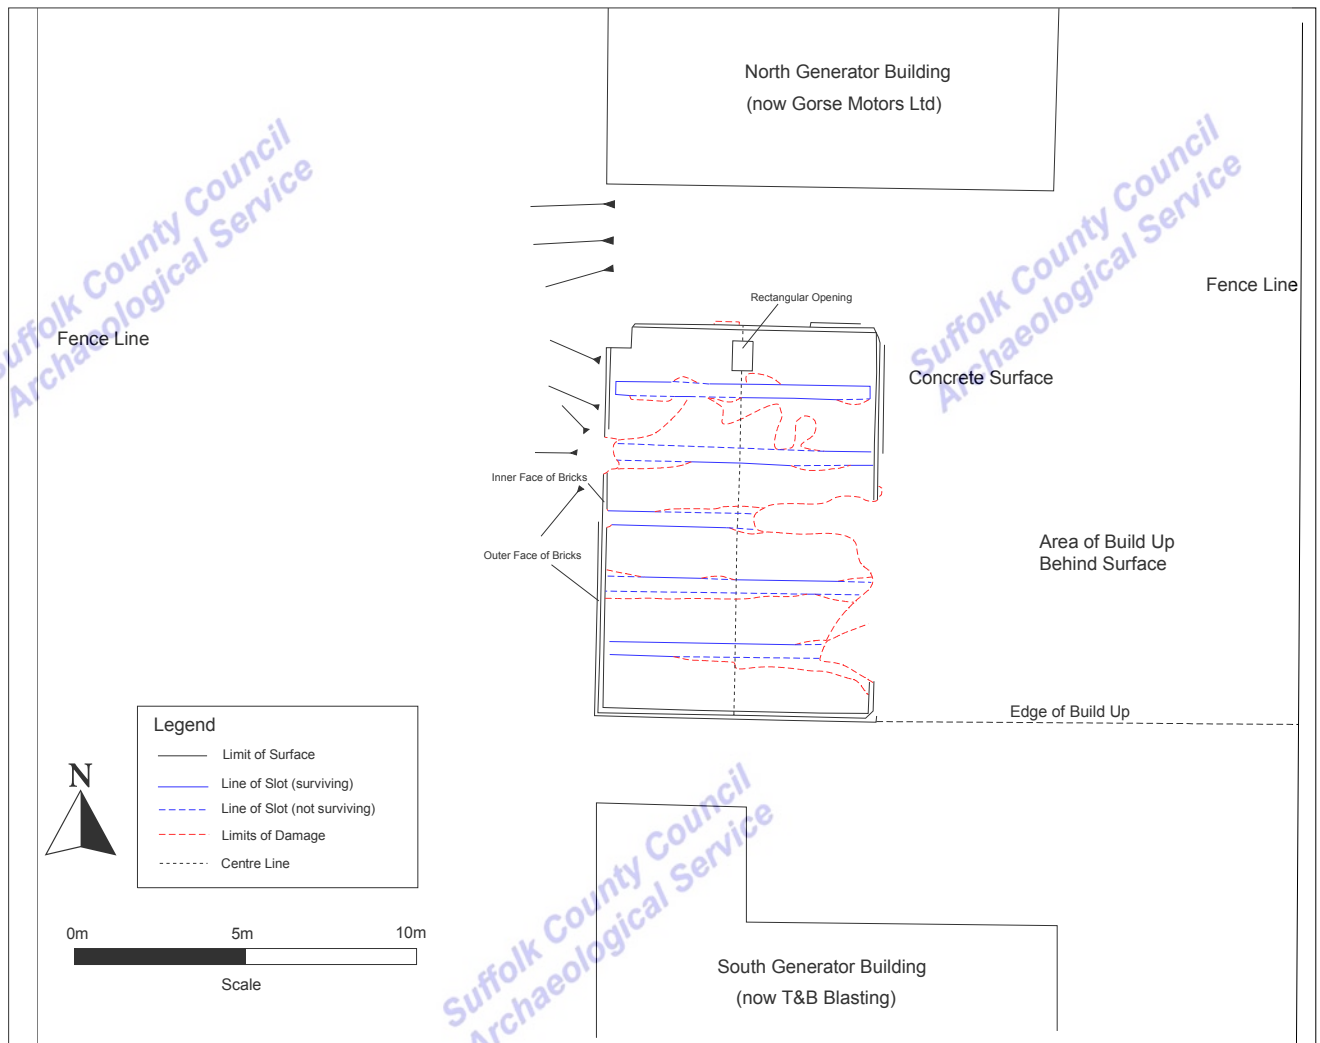 North Generator Building
(now Gorse Motors Ltd)
Suffolk County Council
Archaeological Service
Suffolk County Council
Archaeological Service
Fence Line
Rectangular Opening
Fence Line
Concrete Surface
Inner Face of Bricks
Outer Face of Bricks
Area of Build Up
Behind Surface
Edge of Build Up
Legend
Limit of Surface
Line of Slot (surviving)
Line of Slot (not surviving)
Limits of Damage
Centre Line
N
0m 5m 10m
Scale
Suffolk County Council
Archaeological Service
South Generator Building
(now T&B Blasting)